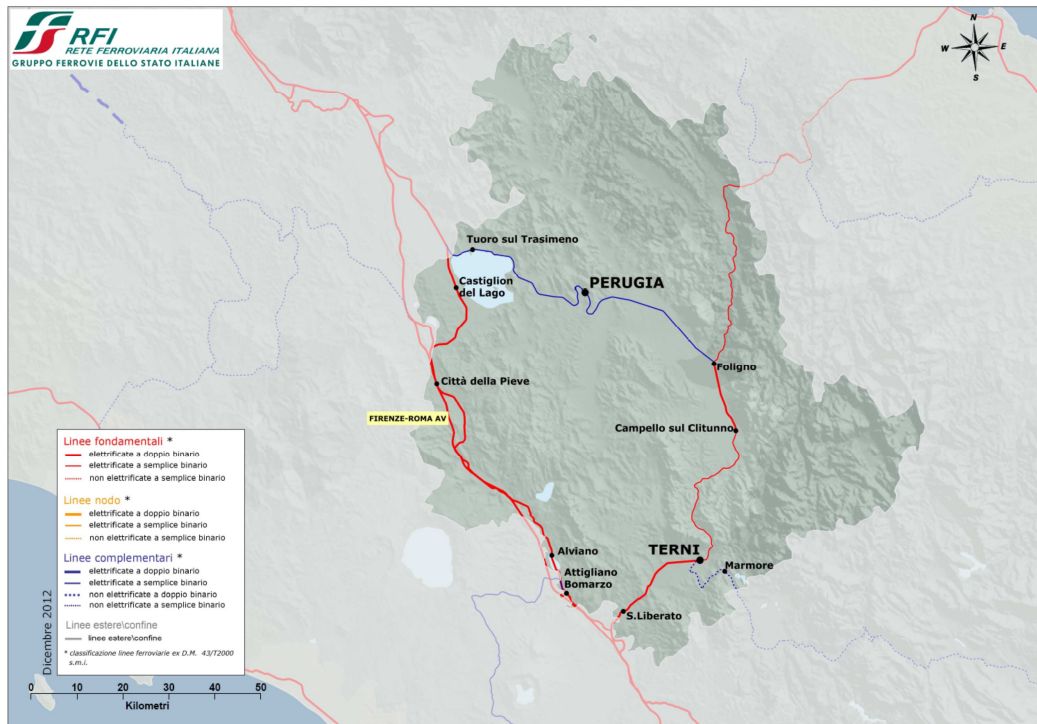 RFI
RETE FERROVIARIA ITALIANA
GRUPPO FERROVIE DELLO STATO ITALIANE
N
W E
S
Tuoro sul Trasimeno
Castiglion
del Lago
PERUGIA
Foligno
Città della Pieve
FIRENZE-ROMA AV
Campello sul Clitunno
TERNI
Marmore
Alviano
Attigliano
Bomarzo
S.Liberato
Linee fondamentali *
elettrificate a doppio binario
elettrificate a semplice binario
non elettrificate a semplice binario
Linee nodo *
elettrificate a doppio binario
elettrificate a semplice binario
non elettrificate a semplice binario
Linee complementari *
elettrificate a doppio binario
elettrificate a semplice binario
non elettrificate a doppio binario
non elettrificate a semplice binario
Linee estere\confine
linee estere\confine
* classificazione linee ferroviarie ex D.M. 43/T2000
s.m.i.
Dicembre 2012
0 10 20 30 40 50
Kilometri